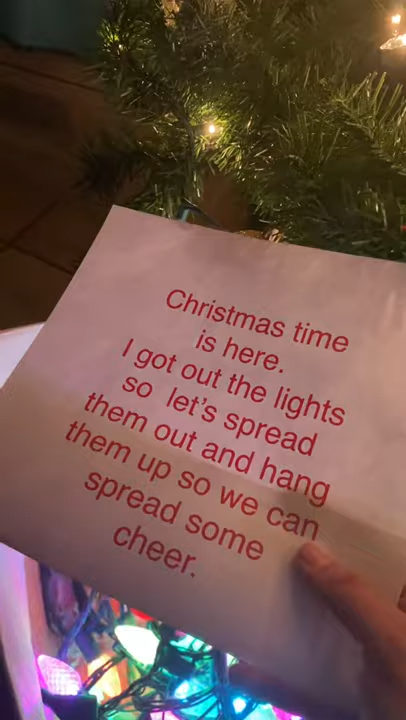 Christmas time
is here.
I got out the lights
so let's spread
them out and hang
them up so we can
spread some
cheer.